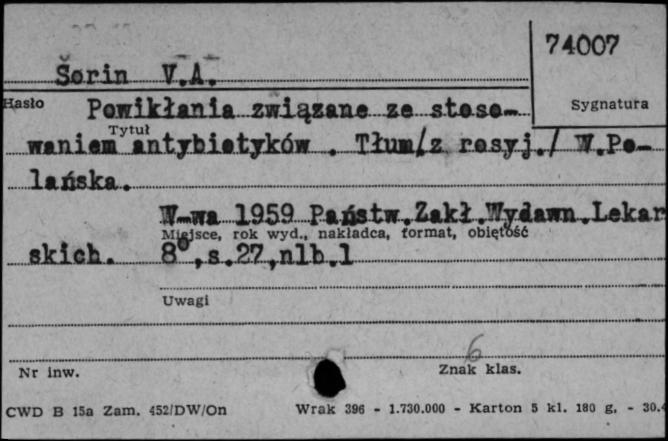 74007
Šorin V.A.
Hasło Powikłania związane ze stoso-
Sygnatura
Tytuł
waniem antybiotyków . Tłum/z rosyj./ W.Po-
lańska.
W-wa 1959 Państw.Zakł.Wydawn.Lekar
Miejsce, rok wyd., nakładca, format, objętość
skich. 8°,s.27,nlb.1
Uwagi
6
Nr inw. Znak klas.
CWD B 15a Zam. 452/DW/On Wrak 396 - 1.730.000 - Karton 5 kl. 180 g. - 30.